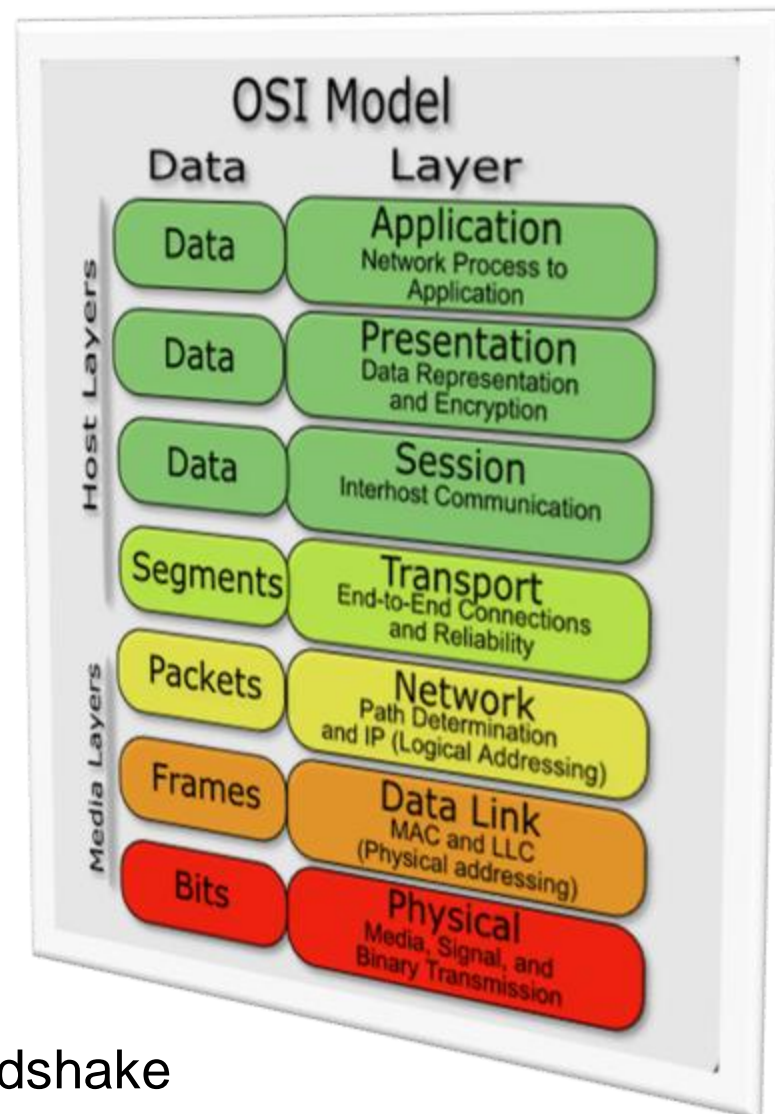 OSI Model
Data Layer
Host Layers
Data Application
Network Process to
Application
Data Presentation
Data Representation
and Encryption
Data Session
Interhost Communication
Segments Transport
End-to-End Connections
and Reliability
Media Layers
Packets Network
Path Determination
and IP (Logical Addressing)
Frames Data Link
MAC and LLC
(Physical addressing)
Bits Physical
Media, Signal, and
Binary Transmission
dshake